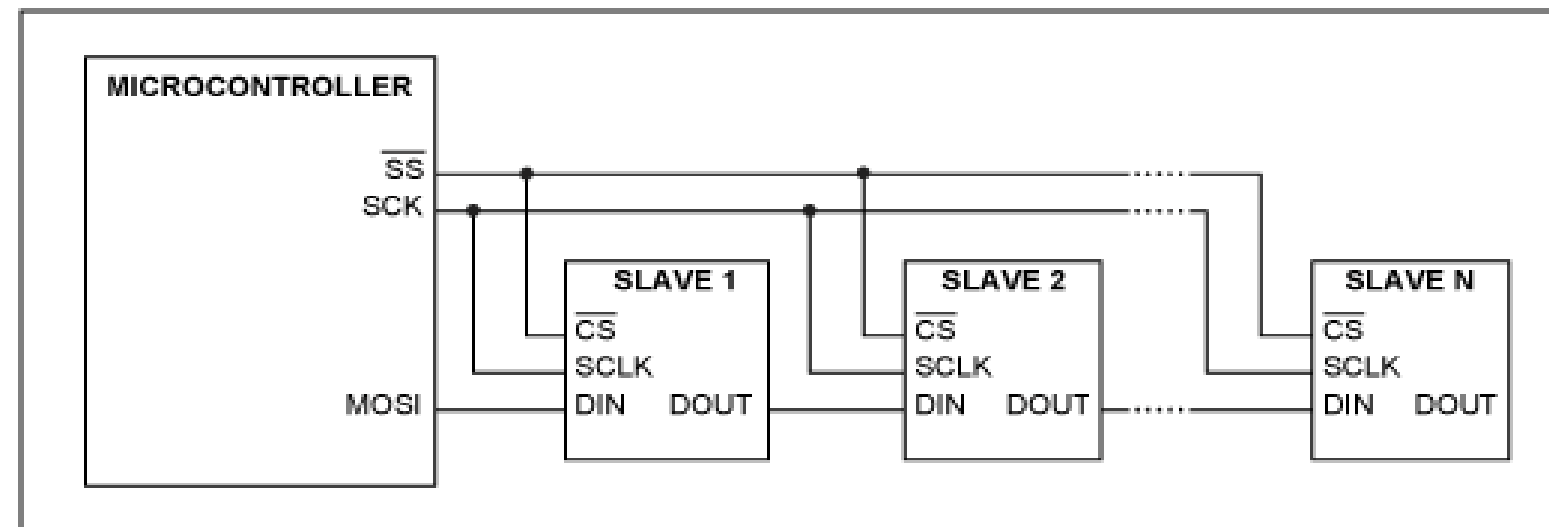 MICROCONTROLLER
SS
SCK
MOSI
SLAVE 1
CS
SCLK
DIN DOUT
SLAVE 2
CS
SCLK
DIN DOUT
SLAVE N
CS
SCLK
DIN DOUT